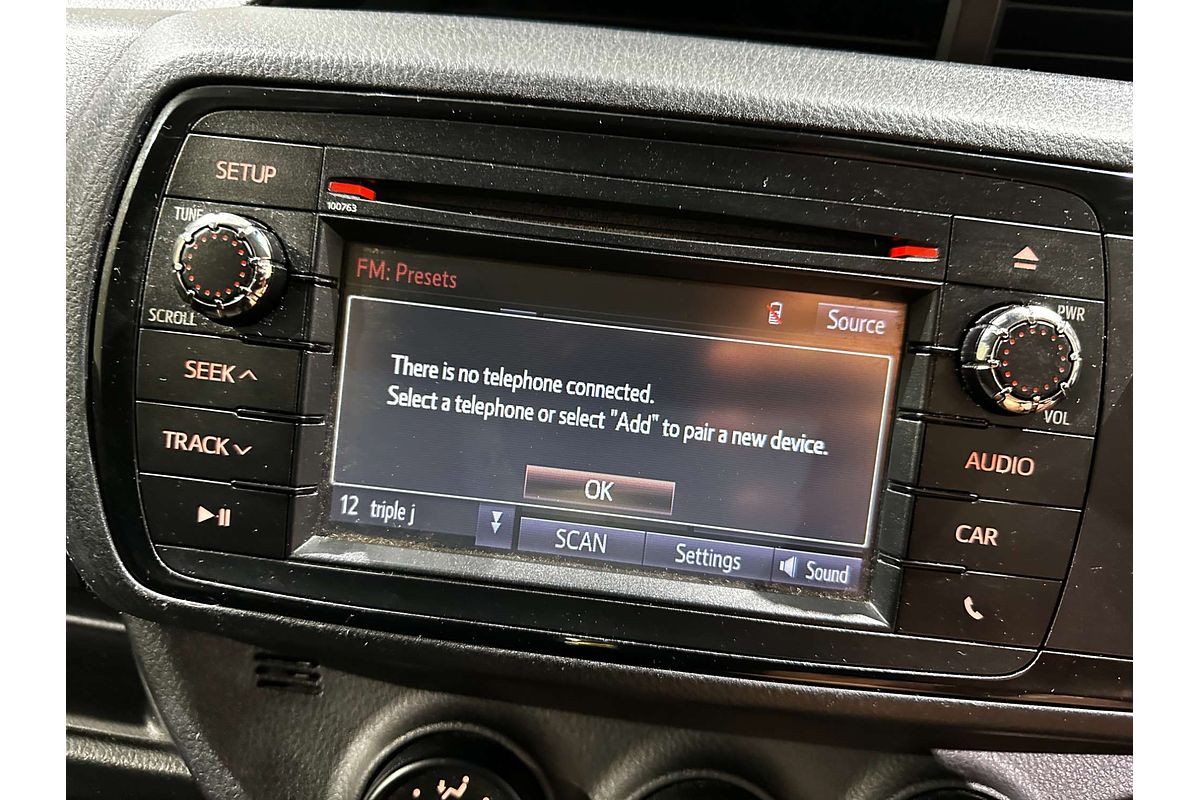 SETUP
100763
TUNE
SCROLL
SEEK
TRACK
FM: Presets
Source
There is no telephone connected.
Select a telephone or select "Add" to pair a new device.
OK
12 triple j
SCAN
Settings
Sound
PWR
VOL
AUDIO
CAR